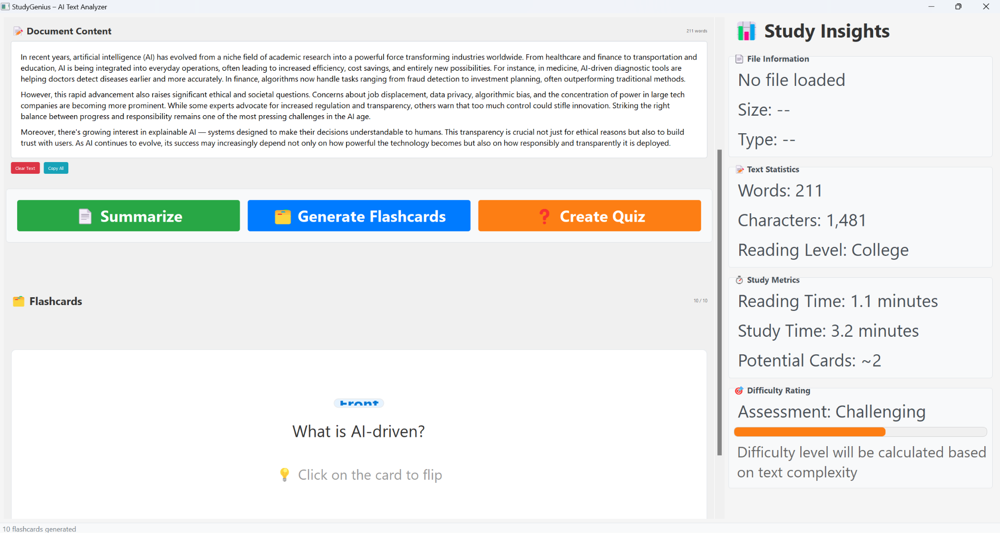 StudyGenius – AI Text Analyzer
Document Content
211 words
In recent years, artificial intelligence (AI) has evolved from a niche field of academic research into a powerful force transforming industries worldwide. From healthcare and finance to transportation and
education, AI is being integrated into everyday operations, often leading to increased efficiency, cost savings, and entirely new possibilities. For instance, in medicine, AI-driven diagnostic tools are
helping doctors detect diseases earlier and more accurately. In finance, algorithms now handle tasks ranging from fraud detection to investment planning, often outperforming traditional methods.
However, this rapid advancement also raises significant ethical and societal questions. Concerns about job displacement, data privacy, algorithmic bias, and the concentration of power in large tech
companies are becoming more prominent. While some experts advocate for increased regulation and transparency, others warn that too much control could stifle innovation. Striking the right
balance between progress and responsibility remains one of the most pressing challenges in the AI age.
Moreover, there's growing interest in explainable AI — systems designed to make their decisions understandable to humans. This transparency is crucial not just for ethical reasons but also to build
trust with users. As AI continues to evolve, its success may increasingly depend not only on how powerful the technology becomes but also on how responsibly and transparently it is deployed.
Clear Text
Copy All
Summarize
Generate Flashcards
Create Quiz
Flashcards
10 / 10
Front
What is AI-driven?
Click on the card to flip
10 flashcards generated
Study Insights
File Information
No file loaded
Size: --
Type: --
Text Statistics
Words: 211
Characters: 1,481
Reading Level: College
Study Metrics
Reading Time: 1.1 minutes
Study Time: 3.2 minutes
Potential Cards: ~2
Difficulty Rating
Assessment: Challenging
Difficulty level will be calculated based
on text complexity